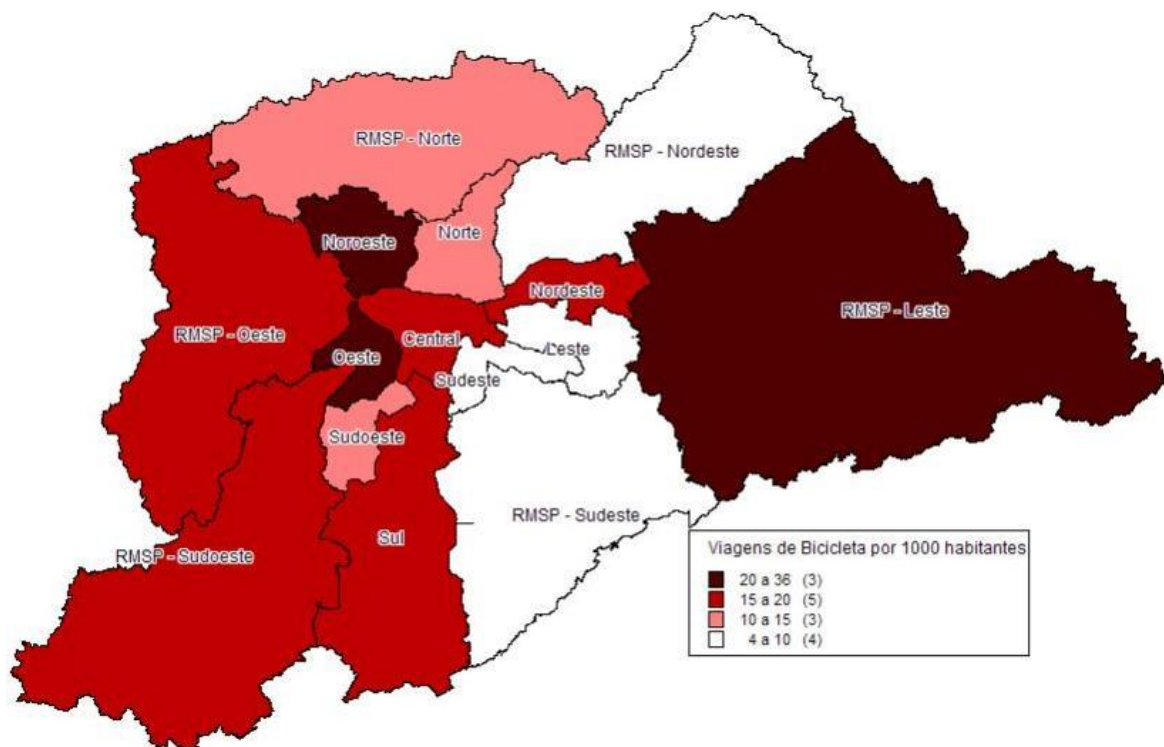 RMSP - Norte
RMSP - Nordeste
Noroeste
Norte
Nordeste
RMSP - Leste
RMSP - Oeste
Central
Oeste
Leste
Sudeste
Sudoeste
RMSP - Sudeste
Sul
RMSP - Sudoeste
Viagens de Bicicleta por 1000 habitantes
20 a 36 (3)
15 a 20 (5)
10 a 15 (3)
4 a 10 (4)